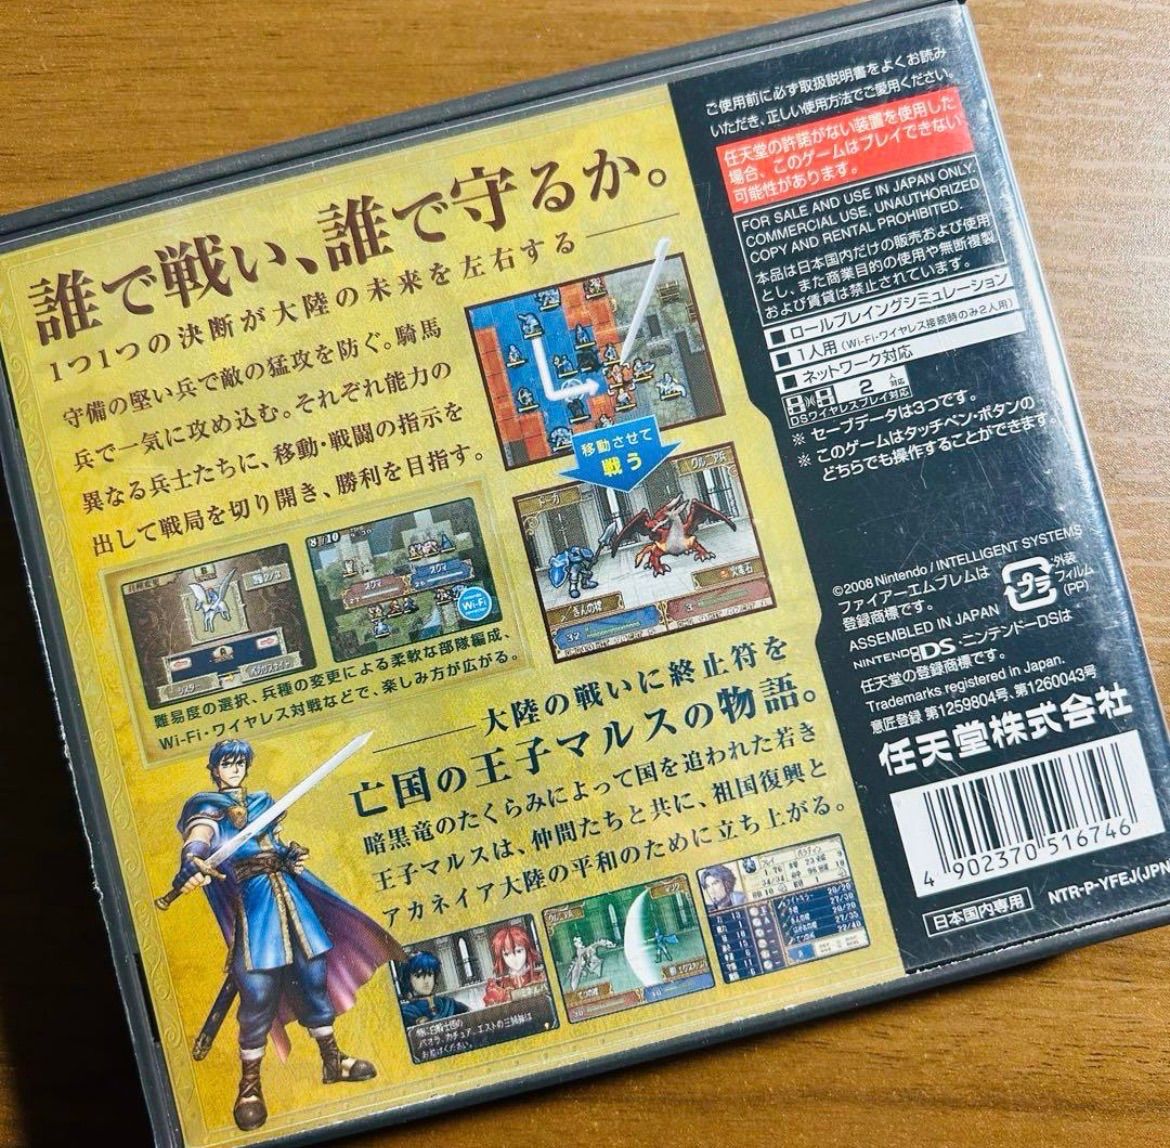 誰で戦い、誰で守るか。
1つ1つの決断が大陸の未来を左右する
守備の堅い兵で敵の猛攻を防ぐ。騎馬
兵で一気に攻め込む。それぞれ能力の
異なる兵士たちに、移動・戦闘の指示を
出して戦局を切り開き、勝利を目指す。
移動させて
戦う
難易度の選択、兵種の変更による柔軟な部隊編成、
Wi-Fi・ワイヤレス対戦などで、楽しみ方が広がる。
大陸の戦いに終止符を
亡国の王子マルスの物語。
暗黒竜のたくらみによって国を追われた若き
王子マルスは、仲間たちと共に、祖国復興と
アカネイア大陸の平和のために立ち上がる。
ご使用前に必ず取扱説明書をよくお読み
いただき、正しい使用方法でご愛用ください。
任天堂の許諾がない装置を使用した
場合、このゲームはプレイできない
可能性があります。
FOR SALE AND USE IN JAPAN ONLY.
COMMERCIAL USE, UNAUTHORIZED
COPY AND RENTAL PROHIBITED.
本品は日本国内だけの販売および使用
とし、また商業目的の使用や無断複製
および賃貸は禁止されています。
■ ロールプレイングシミュレーション
■ 1人用 (Wi-Fi・ワイヤレス接続時のみ2人用)
■ ネットワーク対応
2人対応
DSワイヤレスプレイ対応
※ セーブデータは3つです。
※ このゲームはタッチペン・ボタンの
どちらでも操作することができます。
©2008 Nintendo / INTELLIGENT SYSTEMS
ファイアーエムブレムは
登録商標です。
プラ
外装
フィルム
(PP)
ASSEMBLED IN JAPAN
NINTENDO DS・ニンテンドーDSは
任天堂の登録商標です。
Trademarks registered in Japan.
意匠登録 第1259804号、第1260043号
任天堂株式会社
4 902370 516746
日本国内専用
NTR-P-YFEJ(JPN